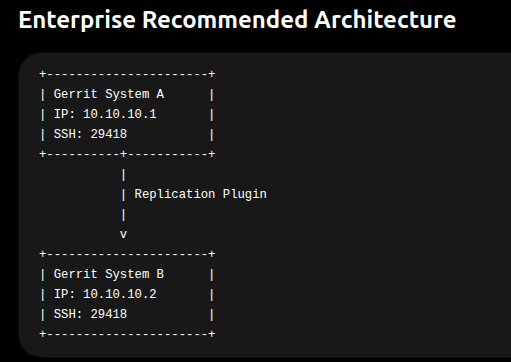 Enterprise Recommended Architecture
+----------------------+
| Gerrit System A      |
| IP: 10.10.10.1       |
| SSH: 29418           |
+----------+-----------+
           |
           | Replication Plugin
           |
           v
+----------------------+
| Gerrit System B      |
| IP: 10.10.10.2       |
| SSH: 29418           |
+----------------------+